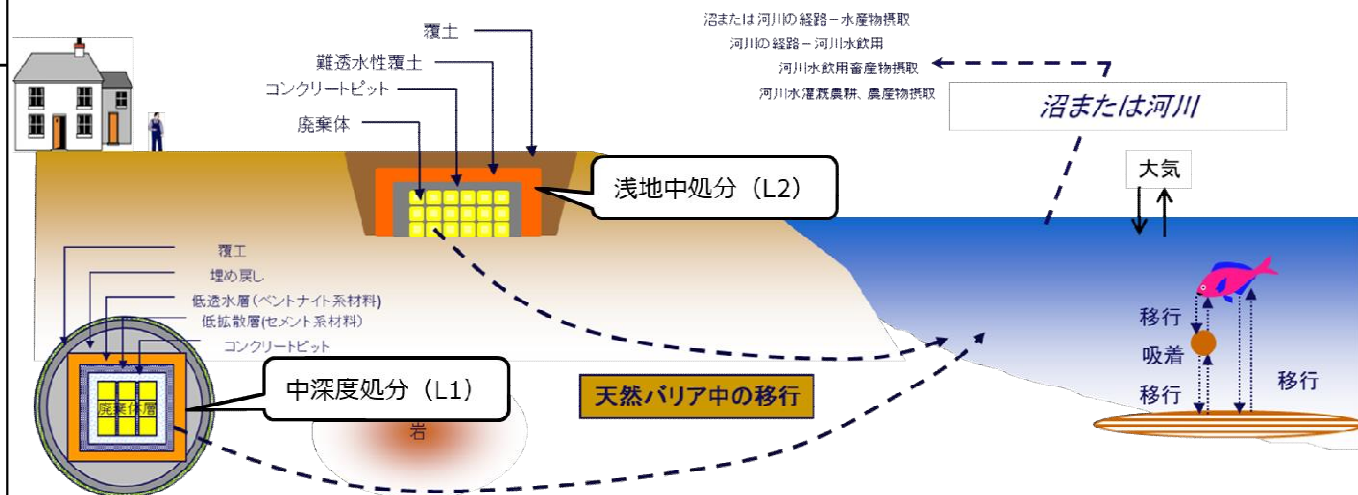 沼または河川の経路－水産物摂取
河川の経路－河川水飲用
河川水飲用畜産物摂取
河川水灌漑農耕、農産物摂取
沼または河川
大気
覆土
難透水性覆土
コンクリートピット
廃棄体
浅地中処分（L2）
覆工
埋め戻し
低透水層(ベントナイト系材料)
低拡散層(セメント系材料)
コンクリートピット
廃棄体層
中深度処分（L1）
岩
天然バリア中の移行
移行
吸着
移行
移行